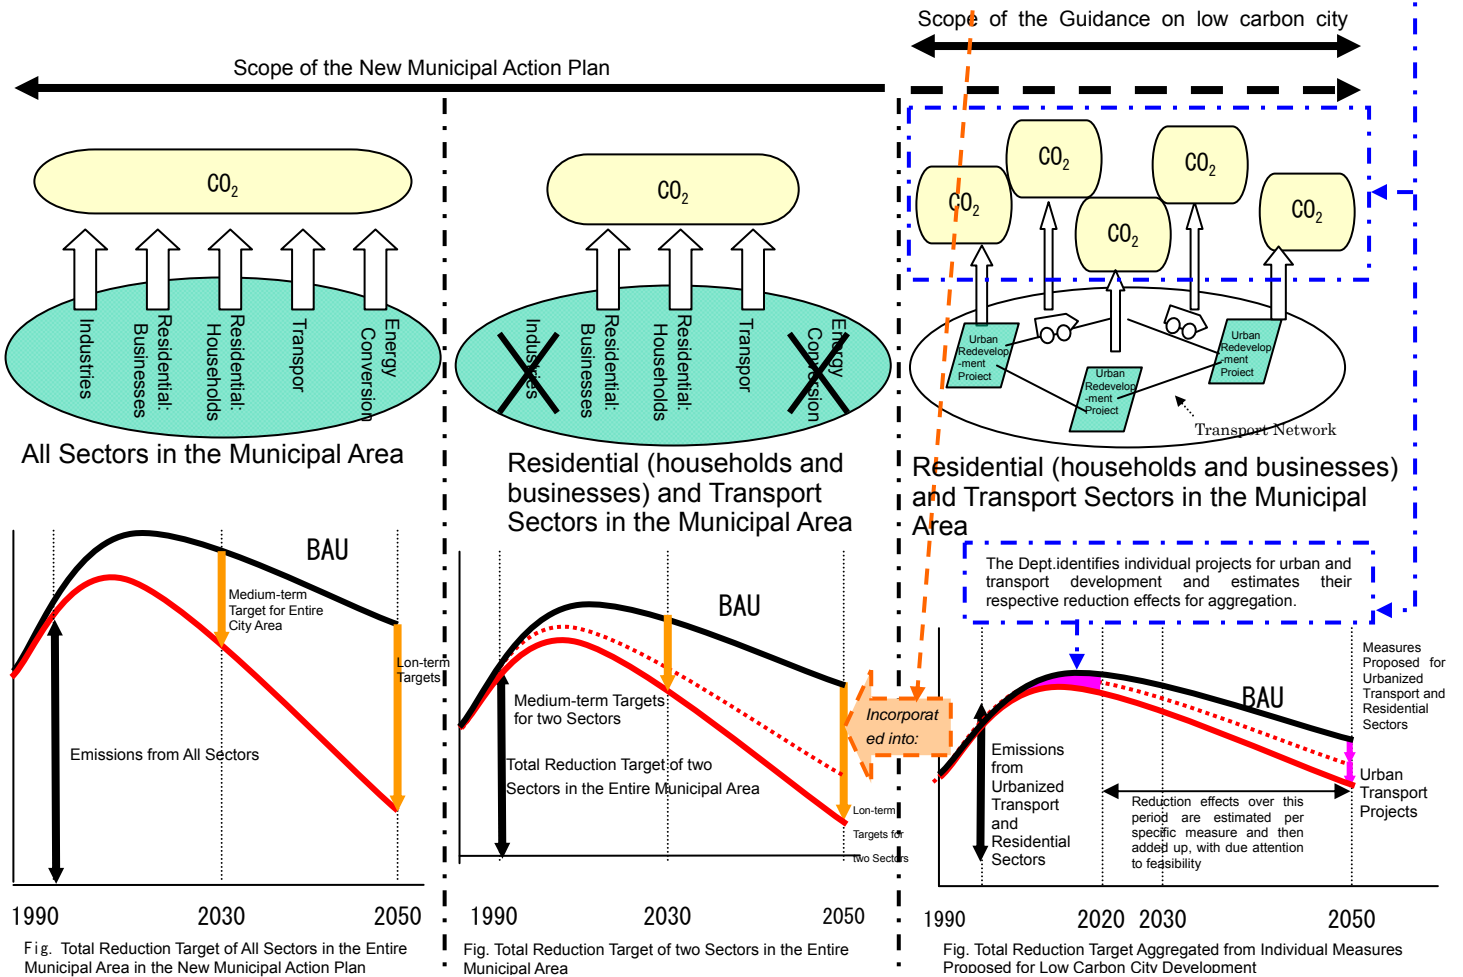 Scope of the Guidance on low carbon city
Scope of the New Municipal Action Plan
CO2
Industries
Residential:
Businesses
Residential:
Households
Transpor
Energy
Conversion
All Sectors in the Municipal Area
CO2
Industries
Residential:
Businesses
Residential:
Households
Transpor
Energy
Conversion
Residential (households and
businesses) and Transport
Sectors in the Municipal Area
CO2
CO2
CO2
CO2
CO2
Urban
Redevelop
-ment
Project
Urban
Redevelop
-ment
Project
Urban
Redevelop
-ment
Project
Transport Network
Residential (households and businesses)
and Transport Sectors in the Municipal
Area
BAU
Medium-term
Target for Entire
City Area
Lon-term
Targets
Emissions from All Sectors
1990
2030
2050
Fig. Total Reduction Target of All Sectors in the Entire
Municipal Area in the New Municipal Action Plan
BAU
Medium-term Targets
for two Sectors
Total Reduction Target of two
Sectors in the Entire Municipal Area
Lon-term
Targets for
two Sectors
Incorporat
ed into:
1990
2030
2050
Fig. Total Reduction Target of two Sectors in the Entire
Municipal Area
The Dept.identifies individual projects for urban and
transport development and estimates their
respective reduction effects for aggregation.
BAU
Measures
Proposed for
Urbanized
Transport and
Residential
Sectors
Urban
Transport
Projects
Emissions
from
Urbanized
Transport
and
Residential
Sectors
Reduction effects over this
period are estimated per
specific measure and then
added up, with due attention
to feasibility
1990
2020
2030
2050
Fig. Total Reduction Target Aggregated from Individual Measures
Proposed for Low Carbon City Development